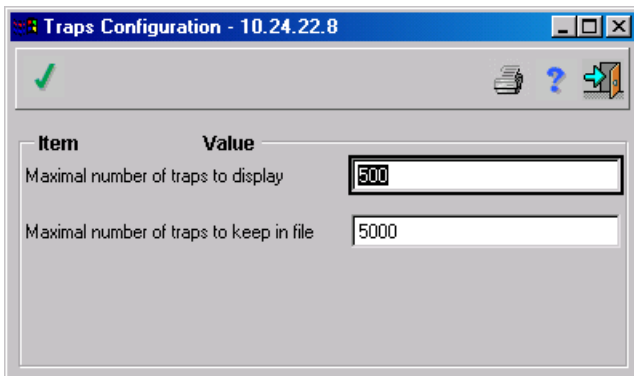 Traps Configuration - 10.24.22.8
Item Value
Maximal number of traps to display 500
Maximal number of traps to keep in file 5000